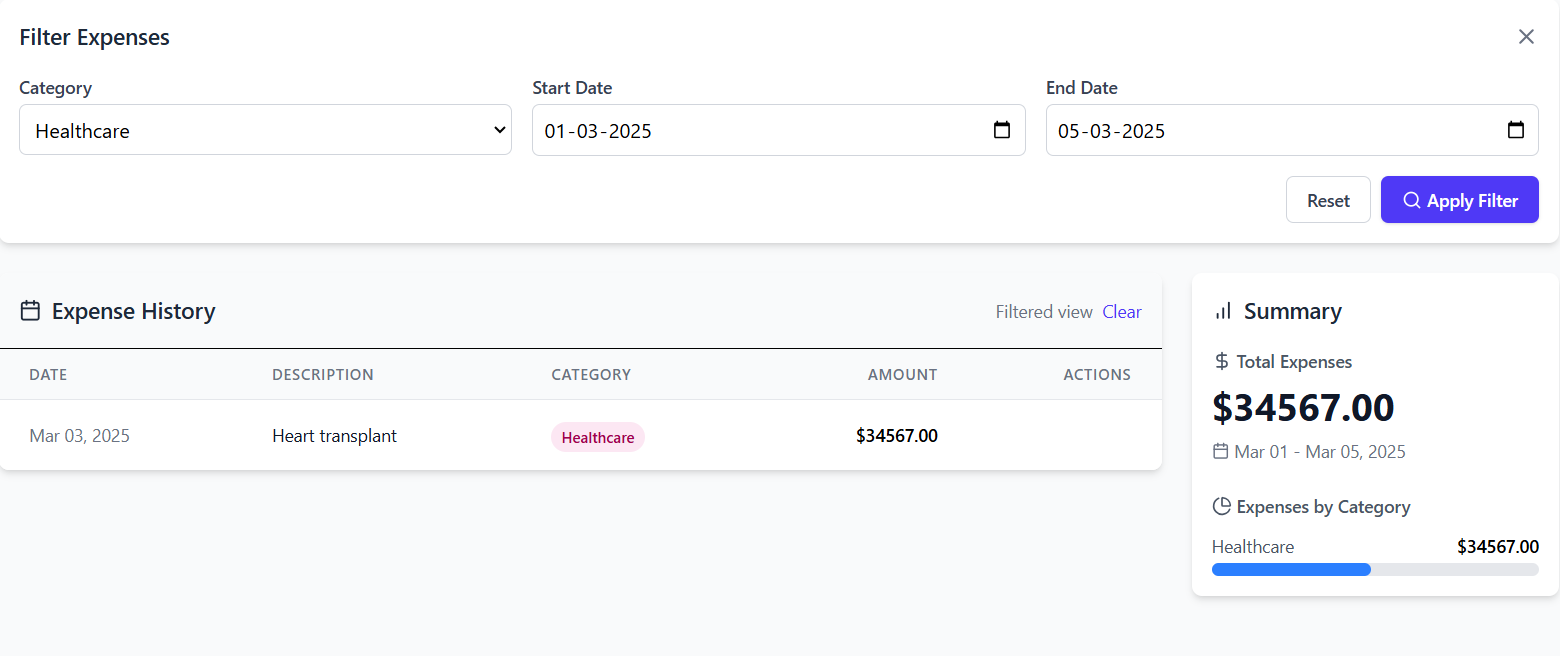 Filter Expenses
Category
Start Date
End Date
Healthcare
01-03-2025
05-03-2025
Reset
Apply Filter
Expense History
Filtered view Clear
DATE DESCRIPTION CATEGORY AMOUNT ACTIONS
Mar 03, 2025 Heart transplant Healthcare $34567.00
Summary
Total Expenses
$34567.00
Mar 01 - Mar 05, 2025
Expenses by Category
Healthcare $34567.00